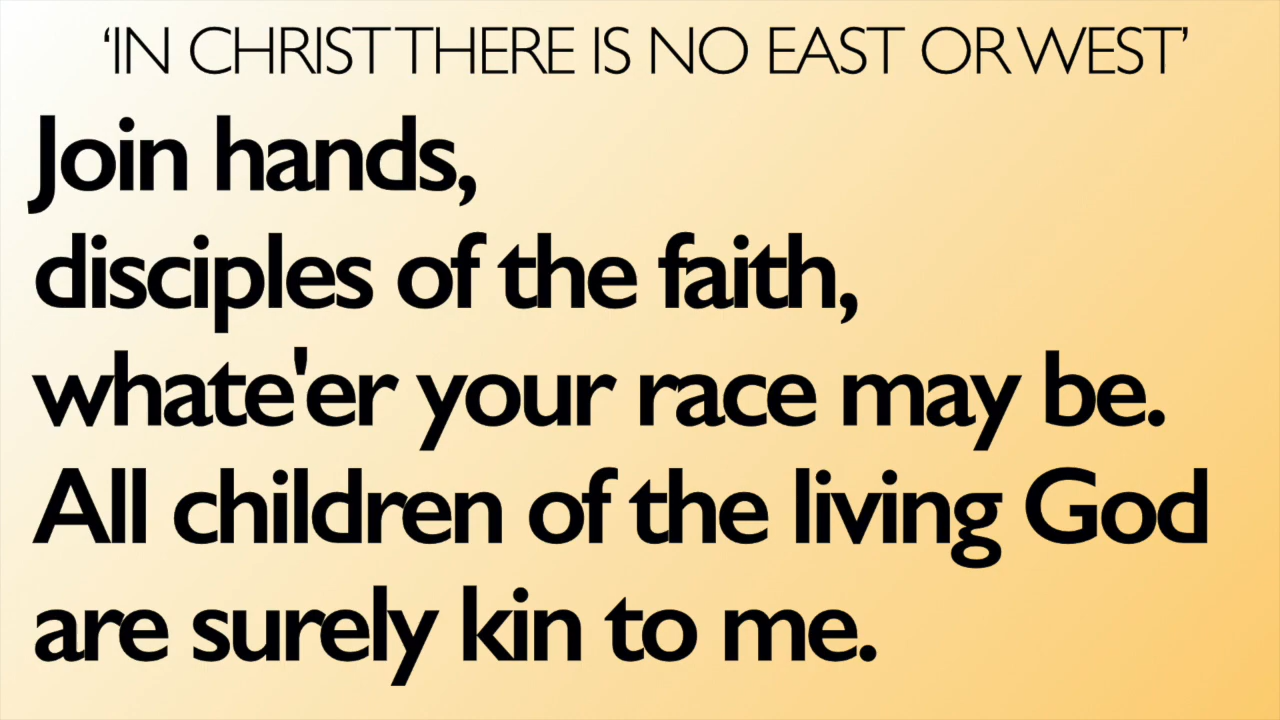 ‘IN CHRIST THERE IS NO EAST OR WEST’
Join hands,
disciples of the faith,
whate'er your race may be.
All children of the living God
are surely kin to me.